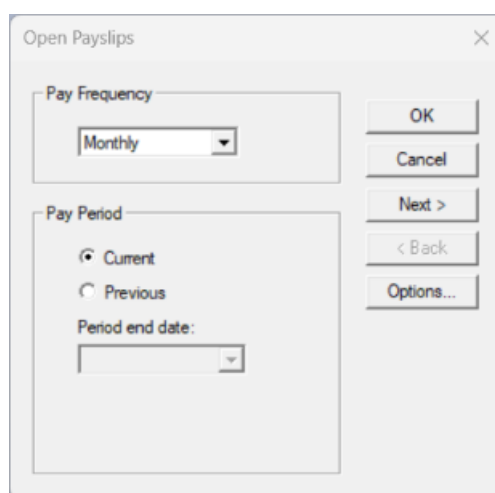 Open Payslips
Pay Frequency
Monthly
Pay Period
Current
Previous
Period end date:
OK
Cancel
Next >
< Back
Options...